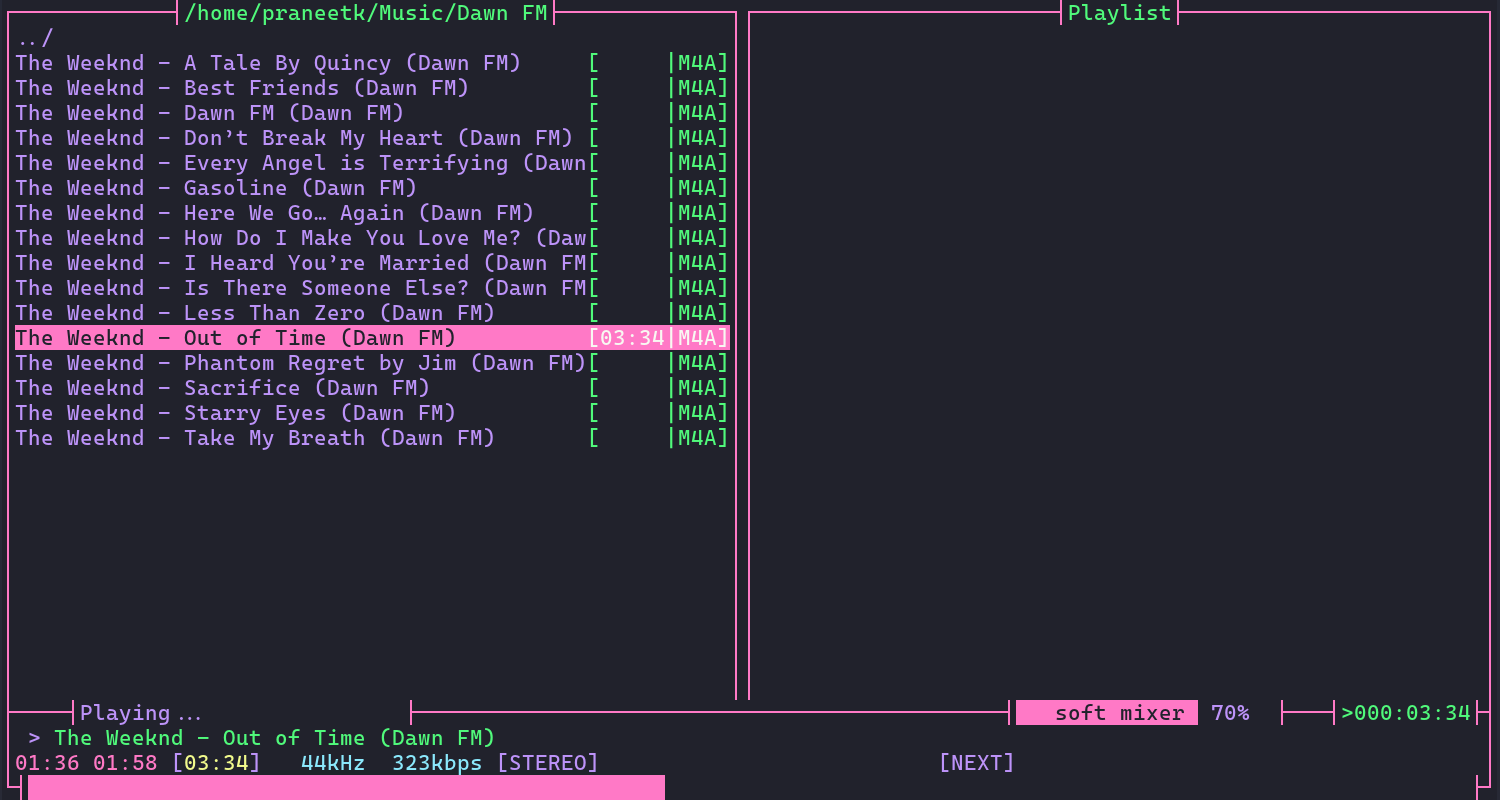 /home/praneetk/Music/Dawn FM
Playlist
../
The Weeknd - A Tale By Quincy (Dawn FM) [ |M4A]
The Weeknd - Best Friends (Dawn FM) [ |M4A]
The Weeknd - Dawn FM (Dawn FM) [ |M4A]
The Weeknd - Don’t Break My Heart (Dawn FM) [ |M4A]
The Weeknd - Every Angel is Terrifying (Dawn[ |M4A]
The Weeknd - Gasoline (Dawn FM) [ |M4A]
The Weeknd - Here We Go… Again (Dawn FM) [ |M4A]
The Weeknd - How Do I Make You Love Me? (Daw[ |M4A]
The Weeknd - I Heard You’re Married (Dawn FM[ |M4A]
The Weeknd - Is There Someone Else? (Dawn FM[ |M4A]
The Weeknd - Less Than Zero (Dawn FM) [ |M4A]
The Weeknd - Out of Time (Dawn FM) [03:34|M4A]
The Weeknd - Phantom Regret by Jim (Dawn FM)[ |M4A]
The Weeknd - Sacrifice (Dawn FM) [ |M4A]
The Weeknd - Starry Eyes (Dawn FM) [ |M4A]
The Weeknd - Take My Breath (Dawn FM) [ |M4A]
Playing... soft mixer 70% >000:03:34
> The Weeknd - Out of Time (Dawn FM)
01:36 01:58 [03:34] 44kHz 323kbps [STEREO] [NEXT]